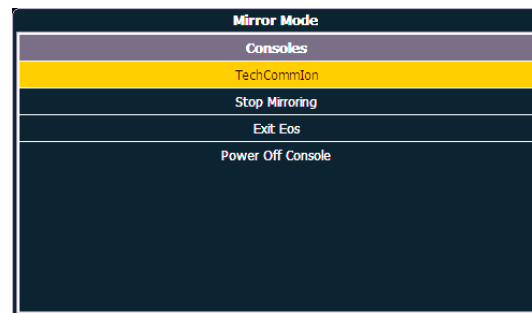 Mirror Mode
Consoles
TechCommIon
Stop Mirroring
Exit Eos
Power Off Console